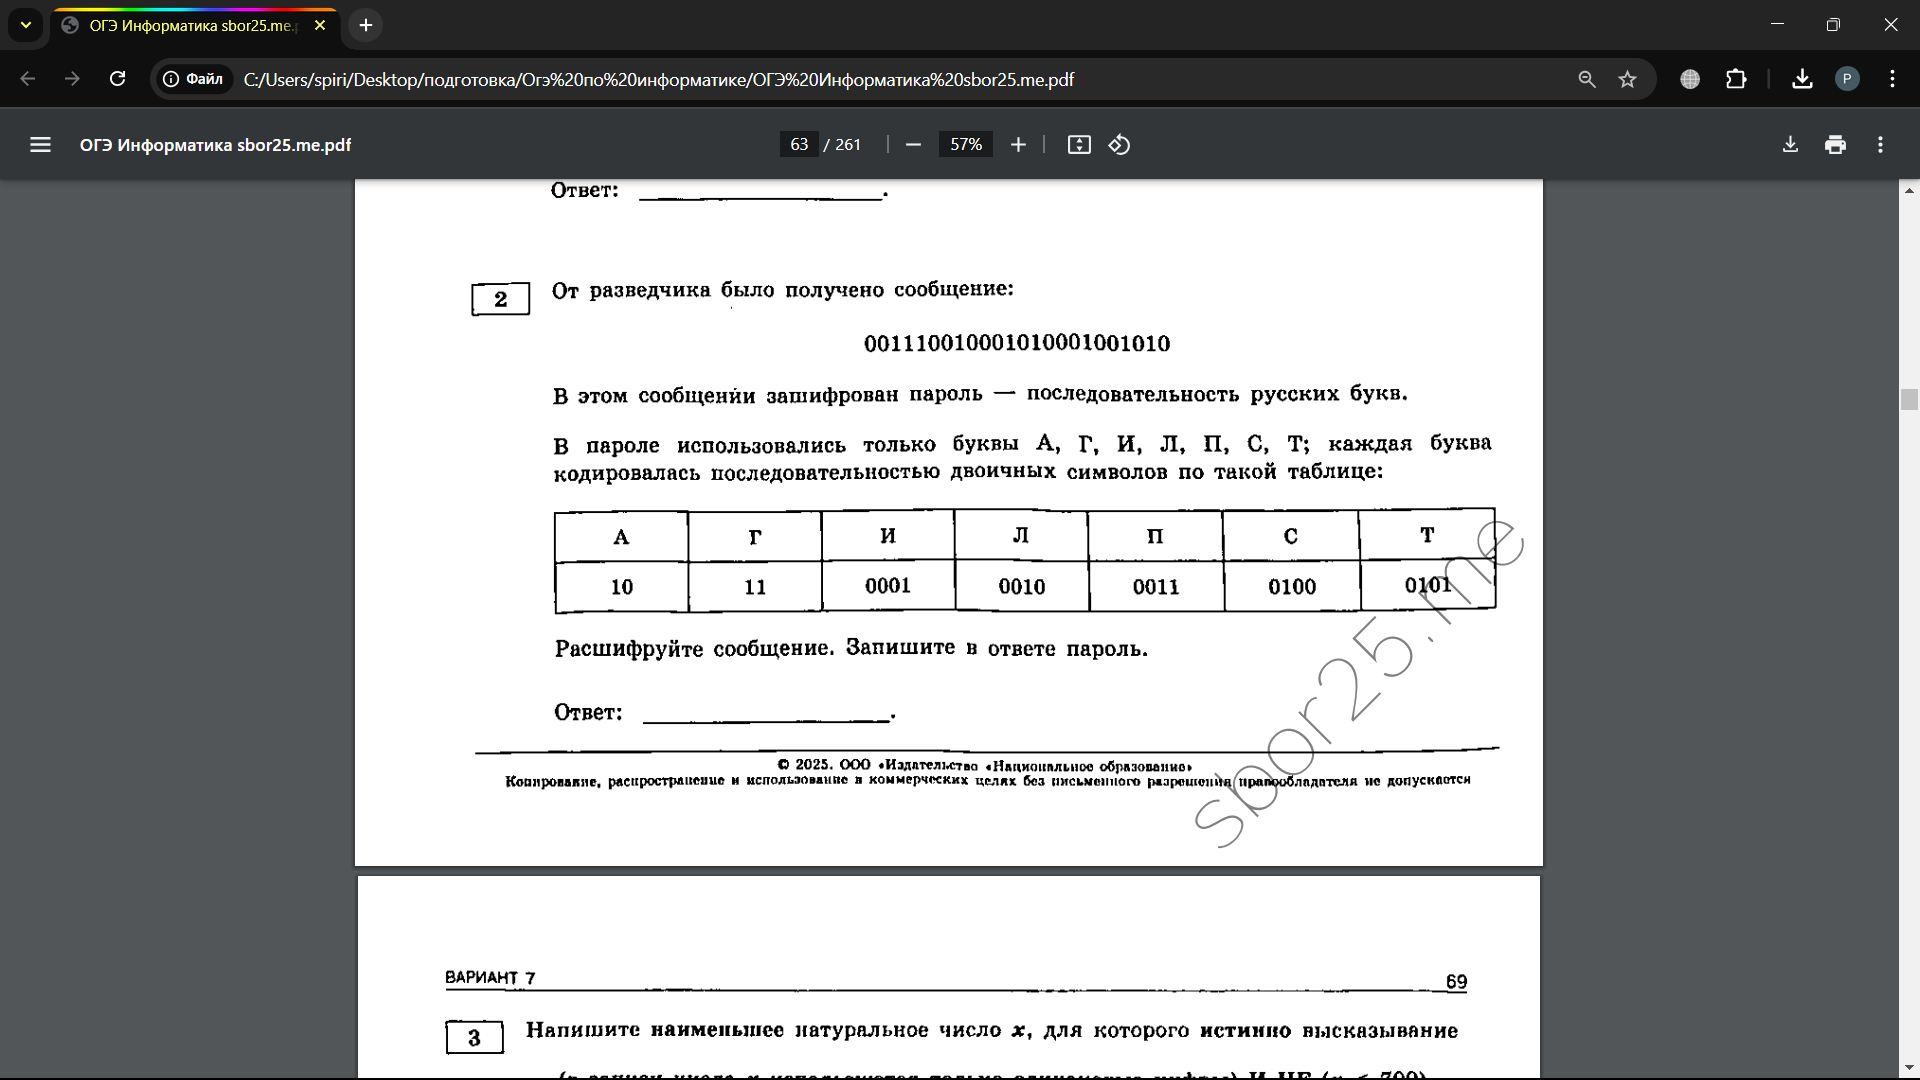 ОГЭ Информатика sbor25.me.p
Файл
C:/Users/spiri/Desktop/подготовка/Огэ%20по%20информатике/ОГЭ%20Информатика%20sbor25.me.pdf
P
ОГЭ Информатика sbor25.me.pdf
63 / 261
57%
Ответ: .
2
От разведчика было получено сообщение:
0011100100010100010010​10
В этом сообщении зашифрован пароль — последовательность русских букв.
В пароле использовались только буквы А, Г, И, Л, П, С, Т; каждая буква
кодировалась последовательностью двоичных символов по такой таблице:
А Г И Л П С Т
10 11 0001 0010 0011 0100 0101
Расшифруйте сообщение. Запишите в ответе пароль.
Ответ: .
© 2025. ООО «Издательство «Национальное образование»
Копирование, распространение и использование в коммерческих целях без письменного разрешения правообладателя не допускается
sbor25.me
ВАРИАНТ 7
69
3
Напишите наименьшее натуральное число x, для которого истинно высказывание